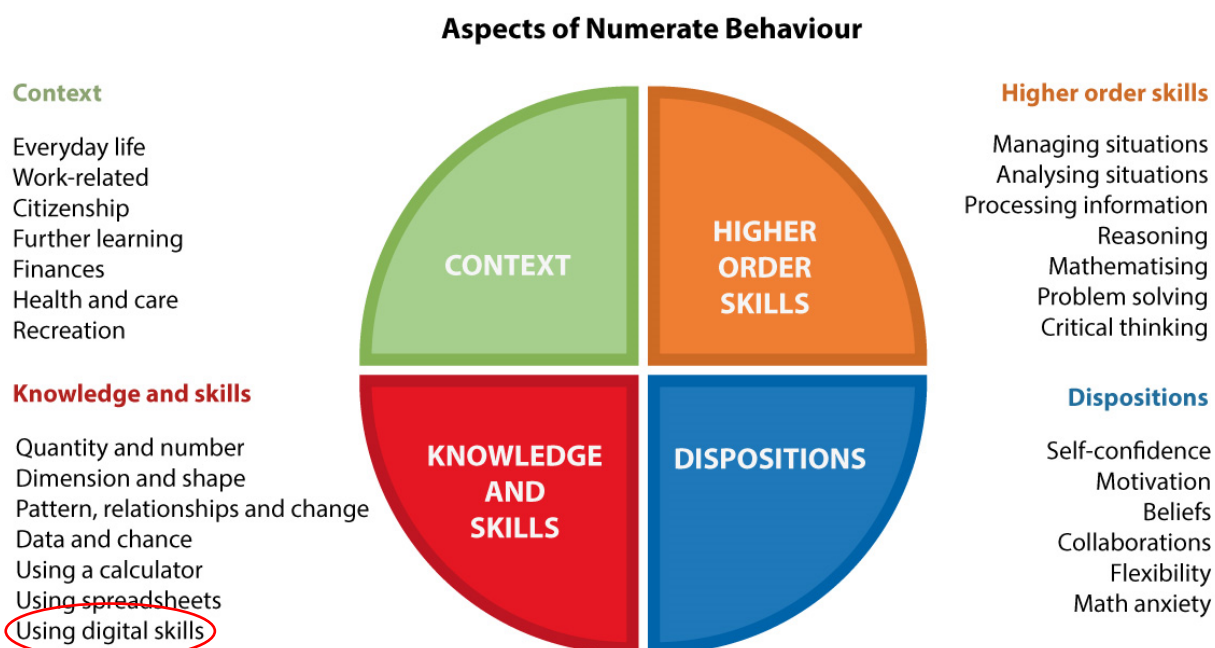 Aspects of Numerate Behaviour
Context
Everyday life
Work-related
Citizenship
Further learning
Finances
Health and care
Recreation
Knowledge and skills
Quantity and number
Dimension and shape
Pattern, relationships and change
Data and chance
Using a calculator
Using spreadsheets
Using digital skills
CONTEXT
HIGHER
ORDER
SKILLS
KNOWLEDGE
AND
SKILLS
DISPOSITIONS
Higher order skills
Managing situations
Analysing situations
Processing information
Reasoning
Mathematising
Problem solving
Critical thinking
Dispositions
Self-confidence
Motivation
Beliefs
Collaborations
Flexibility
Math anxiety